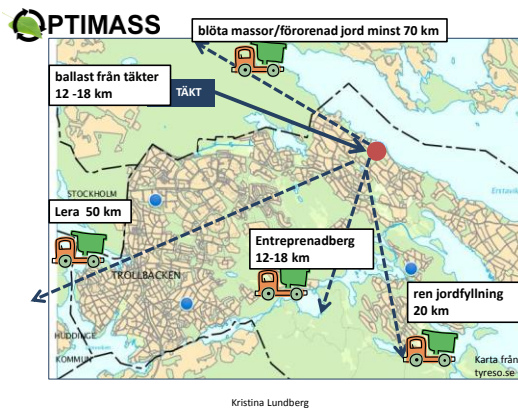 OPTIMASS
blöta massor/förorenad jord minst 70 km
ballast från täkter
12 -18 km
TÄKT
STOCKHOLM
Erstavik
Lera 50 km
Entreprenadberg
12-18 km
TROLLBÄCKEN
ren jordfyllning
20 km
HUDDINGE
KOMMUN
Karta från
tyreso.se
Kristina Lundberg